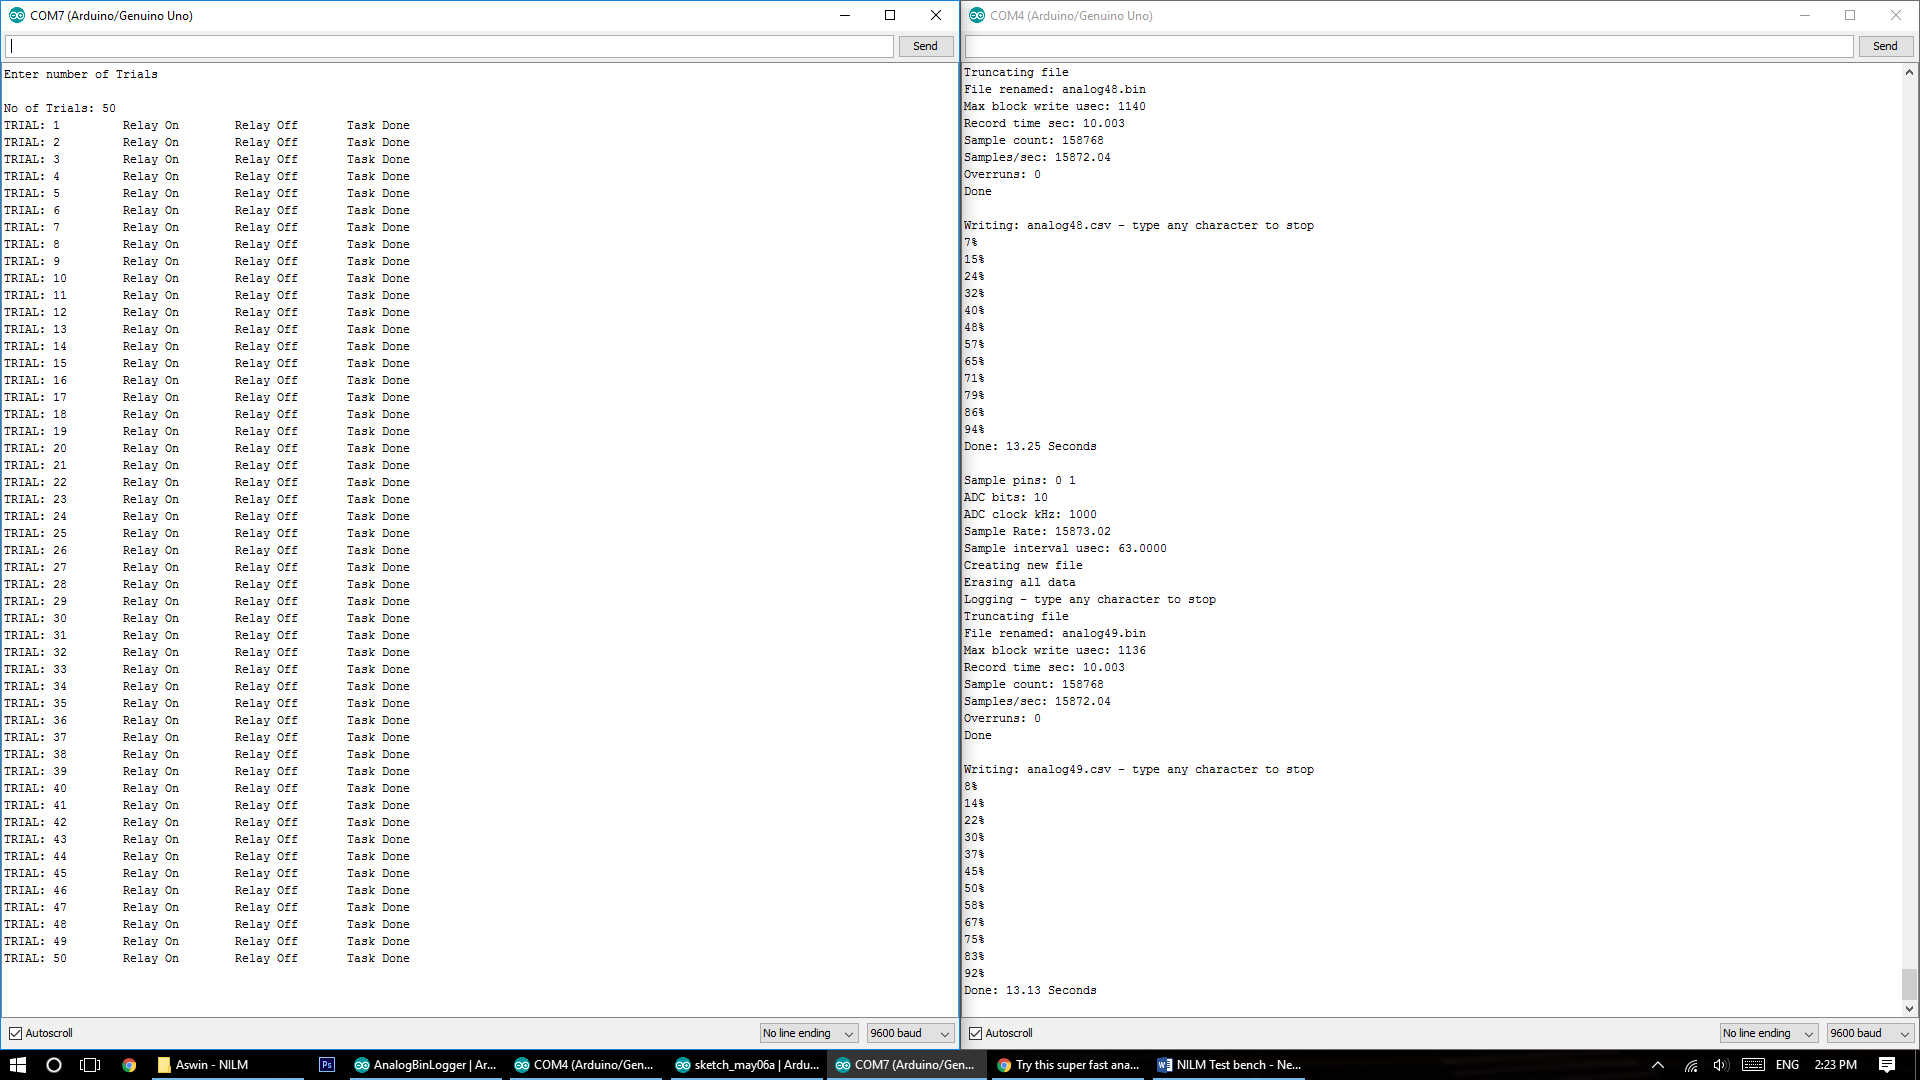 COM7 (Arduino/Genuino Uno)
Send
Enter number of Trials
No of Trials: 50
TRIAL: 1 Relay On Relay Off Task Done
TRIAL: 2 Relay On Relay Off Task Done
TRIAL: 3 Relay On Relay Off Task Done
TRIAL: 4 Relay On Relay Off Task Done
TRIAL: 5 Relay On Relay Off Task Done
TRIAL: 6 Relay On Relay Off Task Done
TRIAL: 7 Relay On Relay Off Task Done
TRIAL: 8 Relay On Relay Off Task Done
TRIAL: 9 Relay On Relay Off Task Done
TRIAL: 10 Relay On Relay Off Task Done
TRIAL: 11 Relay On Relay Off Task Done
TRIAL: 12 Relay On Relay Off Task Done
TRIAL: 13 Relay On Relay Off Task Done
TRIAL: 14 Relay On Relay Off Task Done
TRIAL: 15 Relay On Relay Off Task Done
TRIAL: 16 Relay On Relay Off Task Done
TRIAL: 17 Relay On Relay Off Task Done
TRIAL: 18 Relay On Relay Off Task Done
TRIAL: 19 Relay On Relay Off Task Done
TRIAL: 20 Relay On Relay Off Task Done
TRIAL: 21 Relay On Relay Off Task Done
TRIAL: 22 Relay On Relay Off Task Done
TRIAL: 23 Relay On Relay Off Task Done
TRIAL: 24 Relay On Relay Off Task Done
TRIAL: 25 Relay On Relay Off Task Done
TRIAL: 26 Relay On Relay Off Task Done
TRIAL: 27 Relay On Relay Off Task Done
TRIAL: 28 Relay On Relay Off Task Done
TRIAL: 29 Relay On Relay Off Task Done
TRIAL: 30 Relay On Relay Off Task Done
TRIAL: 31 Relay On Relay Off Task Done
TRIAL: 32 Relay On Relay Off Task Done
TRIAL: 33 Relay On Relay Off Task Done
TRIAL: 34 Relay On Relay Off Task Done
TRIAL: 35 Relay On Relay Off Task Done
TRIAL: 36 Relay On Relay Off Task Done
TRIAL: 37 Relay On Relay Off Task Done
TRIAL: 38 Relay On Relay Off Task Done
TRIAL: 39 Relay On Relay Off Task Done
TRIAL: 40 Relay On Relay Off Task Done
TRIAL: 41 Relay On Relay Off Task Done
TRIAL: 42 Relay On Relay Off Task Done
TRIAL: 43 Relay On Relay Off Task Done
TRIAL: 44 Relay On Relay Off Task Done
TRIAL: 45 Relay On Relay Off Task Done
TRIAL: 46 Relay On Relay Off Task Done
TRIAL: 47 Relay On Relay Off Task Done
TRIAL: 48 Relay On Relay Off Task Done
TRIAL: 49 Relay On Relay Off Task Done
TRIAL: 50 Relay On Relay Off Task Done
Autoscroll No line ending 9600 baud
COM4 (Arduino/Genuino Uno)
Send
Truncating file
File renamed: analog48.bin
Max block write usec: 1140
Record time sec: 10.003
Sample count: 158768
Samples/sec: 15872.04
Overruns: 0
Done
Writing: analog48.csv - type any character to stop
7%
15%
24%
32%
40%
48%
57%
65%
71%
79%
86%
94%
Done: 13.25 Seconds
Sample pins: 0 1
ADC bits: 10
ADC clock kHz: 1000
Sample Rate: 15873.02
Sample interval usec: 63.0000
Creating new file
Erasing all data
Logging - type any character to stop
Truncating file
File renamed: analog49.bin
Max block write usec: 1136
Record time sec: 10.003
Sample count: 158768
Samples/sec: 15872.04
Overruns: 0
Done
Writing: analog49.csv - type any character to stop
8%
14%
22%
30%
37%
45%
50%
58%
67%
75%
83%
92%
Done: 13.13 Seconds
Autoscroll No line ending 9600 baud
Aswin - NILM Ps AnalogBinLogger | Ar... COM4 (Arduino/Gen... sketch_may06a | Ardu... COM7 (Arduino/Gen... Try this super fast ana... NILM Test bench - Ne... ENG 2:23 PM